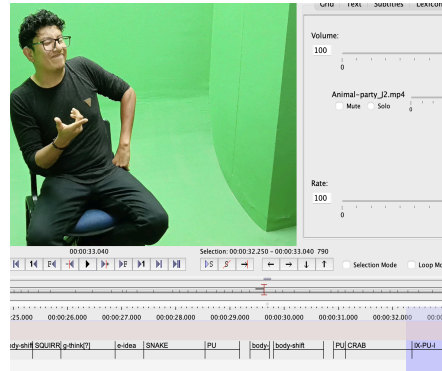 Grid Text Subtitles Lexicon
Volume:
100
0
Animal-party_J2.mp4
Mute Solo
0
Rate:
100
0
00:00:33.040
Selection: 00:00:32.250 - 00:00:33.040 790
Selection Mode Loop Mo
:25.000 00:00:26.000 00:00:27.000 00:00:28.000 00:00:29.000 00:00:30.000 00:00:31.000 00:00:32.000 00:00
dy-shift SQUIRR g-think[?] e-idea SNAKE PU body- body-shift PU CRAB IX-PU-I